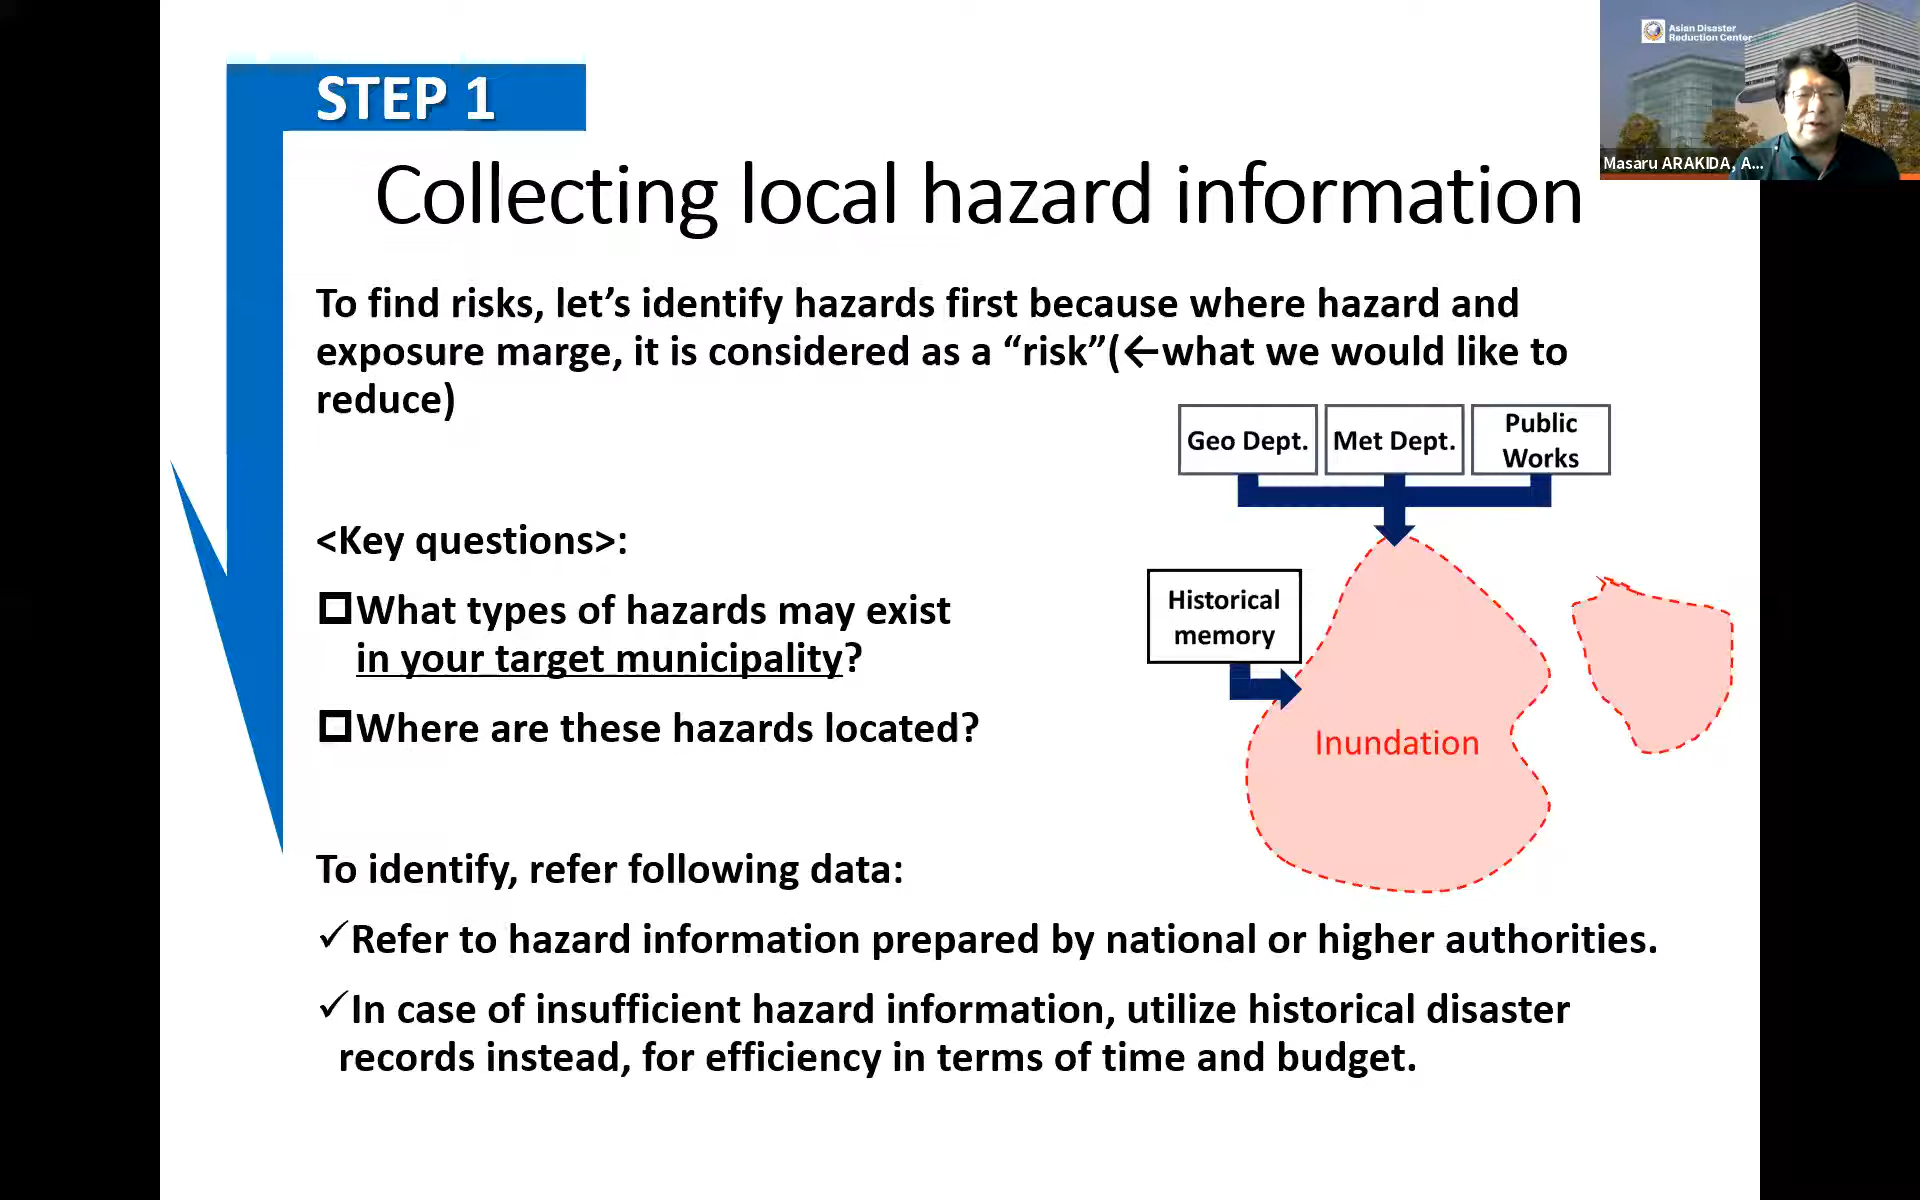 STEP 1
Asian Disaster
Reduction Center
Masaru ARAKIDA, A...
Collecting local hazard information
To find risks, let’s identify hazards first because where hazard and
exposure marge, it is considered as a “risk”(←what we would like to
reduce)
Geo Dept.
Met Dept.
Public
Works
<Key questions>:
Historical
memory
What types of hazards may exist
in your target municipality?
Where are these hazards located?
Inundation
To identify, refer following data:
✓Refer to hazard information prepared by national or higher authorities.
✓In case of insufficient hazard information, utilize historical disaster
records instead, for efficiency in terms of time and budget.